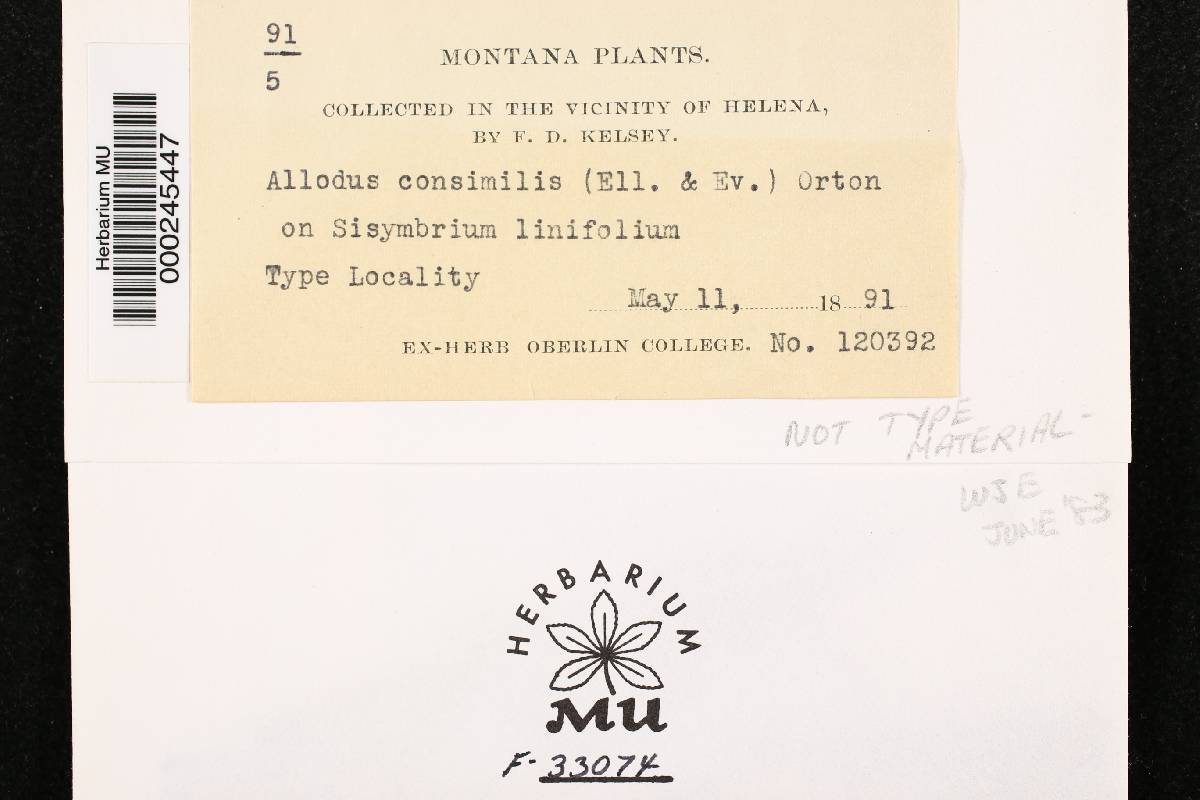 91
5
MONTANA PLANTS.
COLLECTED IN THE VICINITY OF HELENA,
BY F. D. KELSEY.
Allodus consimilis (Ell. & Ev.) Orton
on Sisymbrium linifolium
Type Locality
May 11, 18 91
EX-HERB OBERLIN COLLEGE. No. 120392
Herbarium MU
000245447
NOT TYPE
MATERIAL-
WJE
JUNE '83
HERBARIUM
MU
F-33074